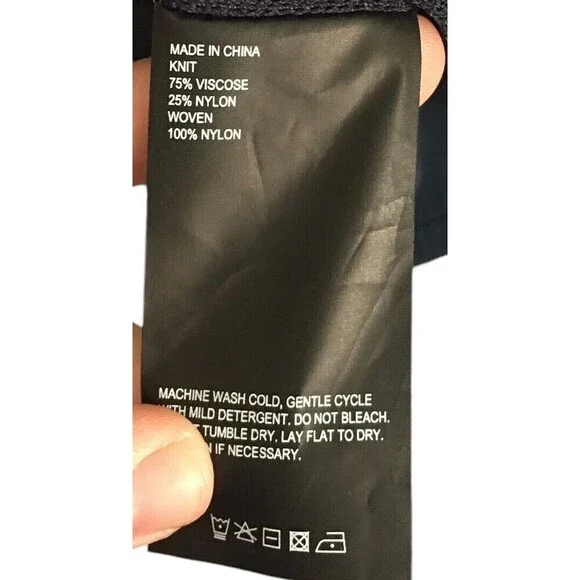 MADE IN CHINA
KNIT
75% VISCOSE
25% NYLON
WOVEN
100% NYLON
MACHINE WASH COLD, GENTLE CYCLE
WITH MILD DETERGENT, DO NOT BLEACH.
TUMBLE DRY, LAY FLAT TO DRY.
IF NECESSARY.